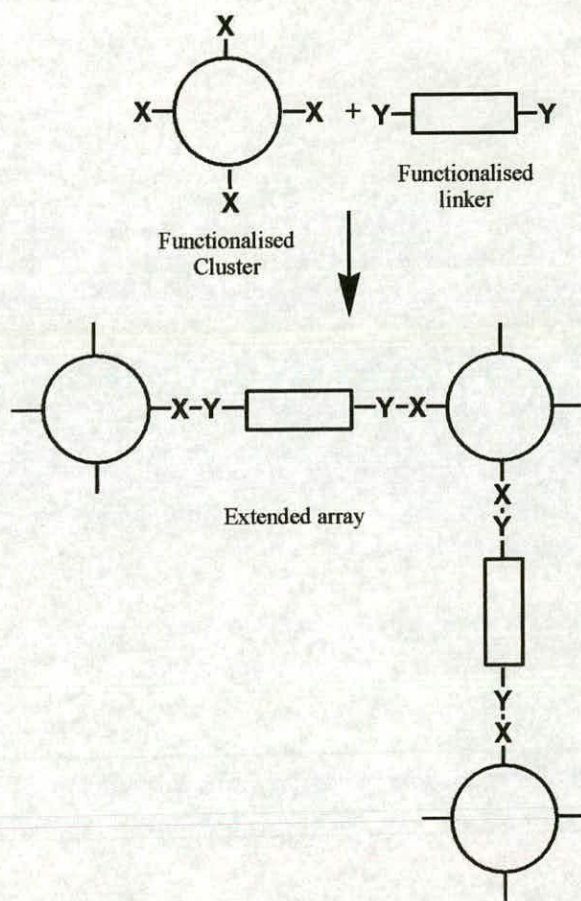 X
X X + Y Y
X
Functionalised
linker
Functionalised
Cluster
X-Y Y-X
X
Y
Extended array
Y
X